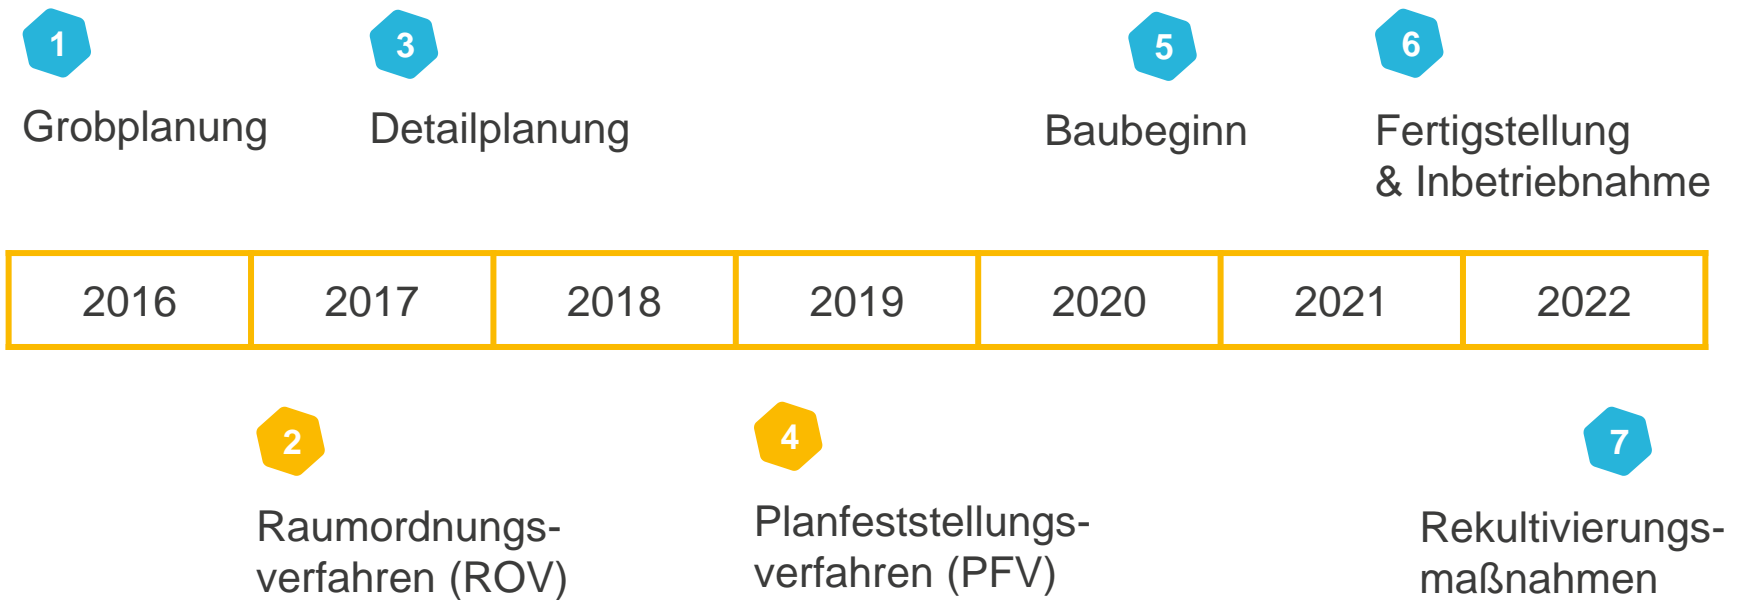 1
Grobplanung
3
Detailplanung
5
Baubeginn
6
Fertigstellung
& Inbetriebnahme
2016 2017 2018 2019 2020 2021 2022
2
Raumordnungs-
verfahren (ROV)
4
Planfeststellungs-
verfahren (PFV)
7
Rekultivierungs-
maßnahmen